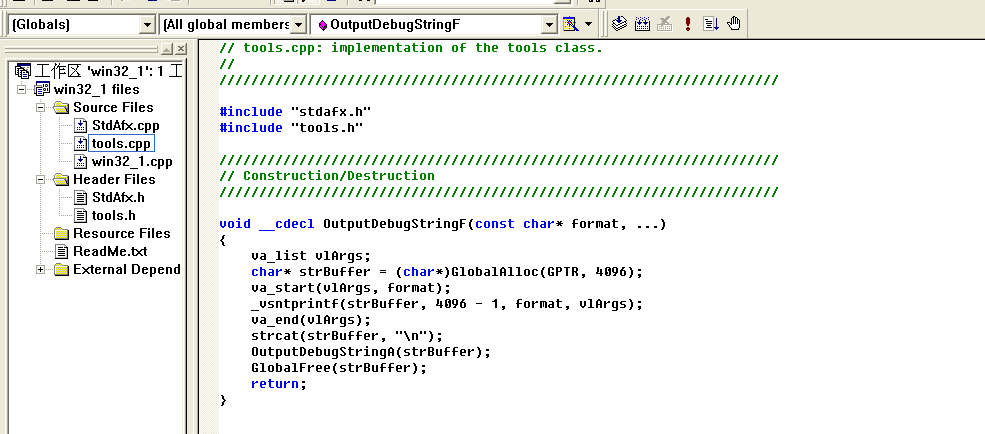 (Globals)
(All global members
OutputDebugStringF
工作区 'win32_1': 1 工
win32_1 files
Source Files
StdAfx.cpp
tools.cpp
win32_1.cpp
Header Files
StdAfx.h
tools.h
Resource Files
ReadMe.txt
External Depend
// tools.cpp: implementation of the tools class.
//
//////////////////////////////////////////////////////////////////////
#include "stdafx.h"
#include "tools.h"
//////////////////////////////////////////////////////////////////////
// Construction/Destruction
//////////////////////////////////////////////////////////////////////
void __cdecl OutputDebugStringF(const char* format, ...)
{
    va_list vlArgs;
    char* strBuffer = (char*)GlobalAlloc(GPTR, 4096);
    va_start(vlArgs, format);
    _vsntprintf(strBuffer, 4096 - 1, format, vlArgs);
    va_end(vlArgs);
    strcat(strBuffer, "\n");
    OutputDebugStringA(strBuffer);
    GlobalFree(strBuffer);
    return;
}